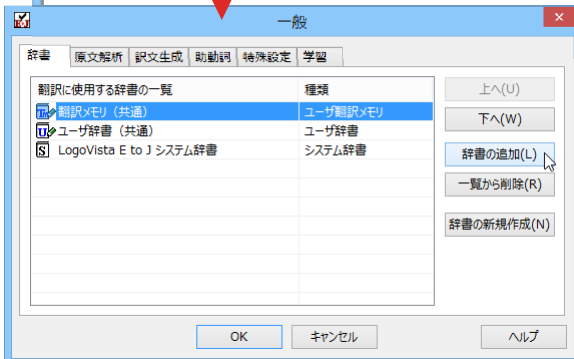 一般
辞書 原文解析 訳文生成 助動詞 特殊設定 学習
翻訳に使用する辞書の一覧 種類
翻訳メモリ（共通） ユーザ翻訳メモリ
ユーザ辞書（共通） ユーザ辞書
S LogoVista E to J システム辞書 システム辞書
上へ(U)
下へ(W)
辞書の追加(L)
一覧から削除(R)
辞書の新規作成(N)
OK キャンセル ヘルプ